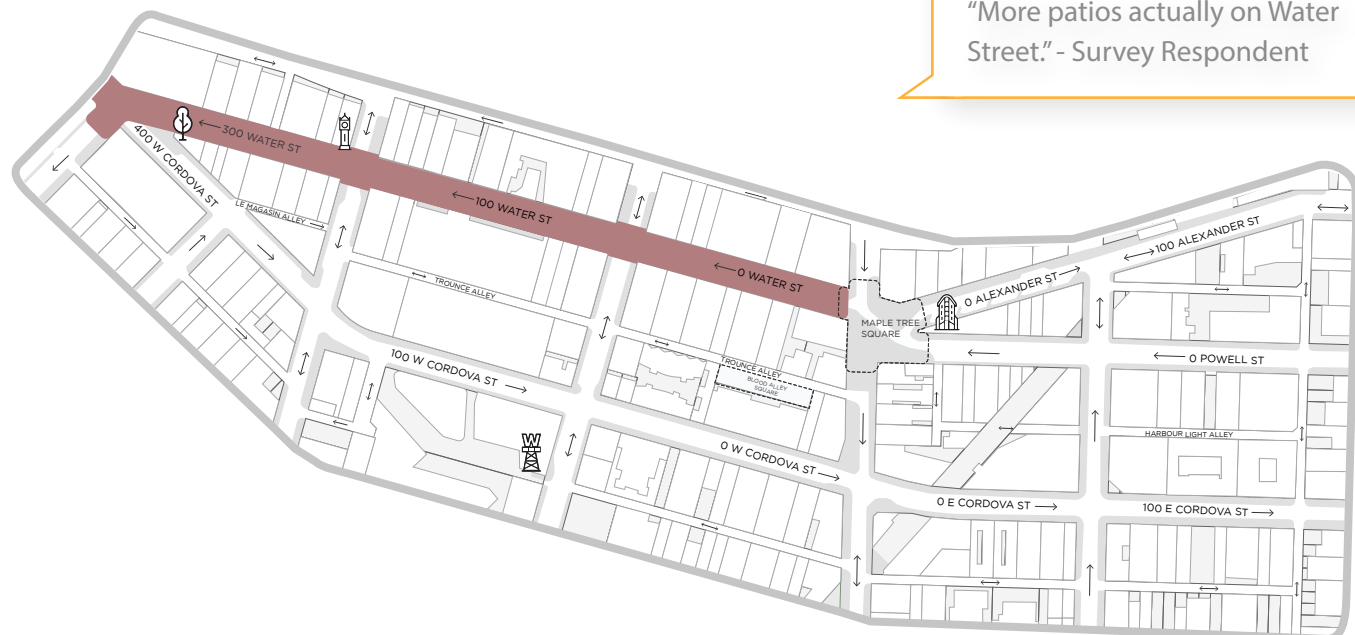 “More patios actually on Water
Street.” - Survey Respondent
300 WATER ST
400 W CORDOVA ST
LE MAGASIN ALLEY
100 WATER ST
0 WATER ST
TROUNCE ALLEY
100 W CORDOVA ST
MAPLE TREE
SQUARE
0 ALEXANDER ST
100 ALEXANDER ST
0 POWELL ST
TROUNCE ALLEY
BLOOD ALLEY
SQUARE
W
0 W CORDOVA ST
HARBOUR LIGHT ALLEY
0 E CORDOVA ST
100 E CORDOVA ST